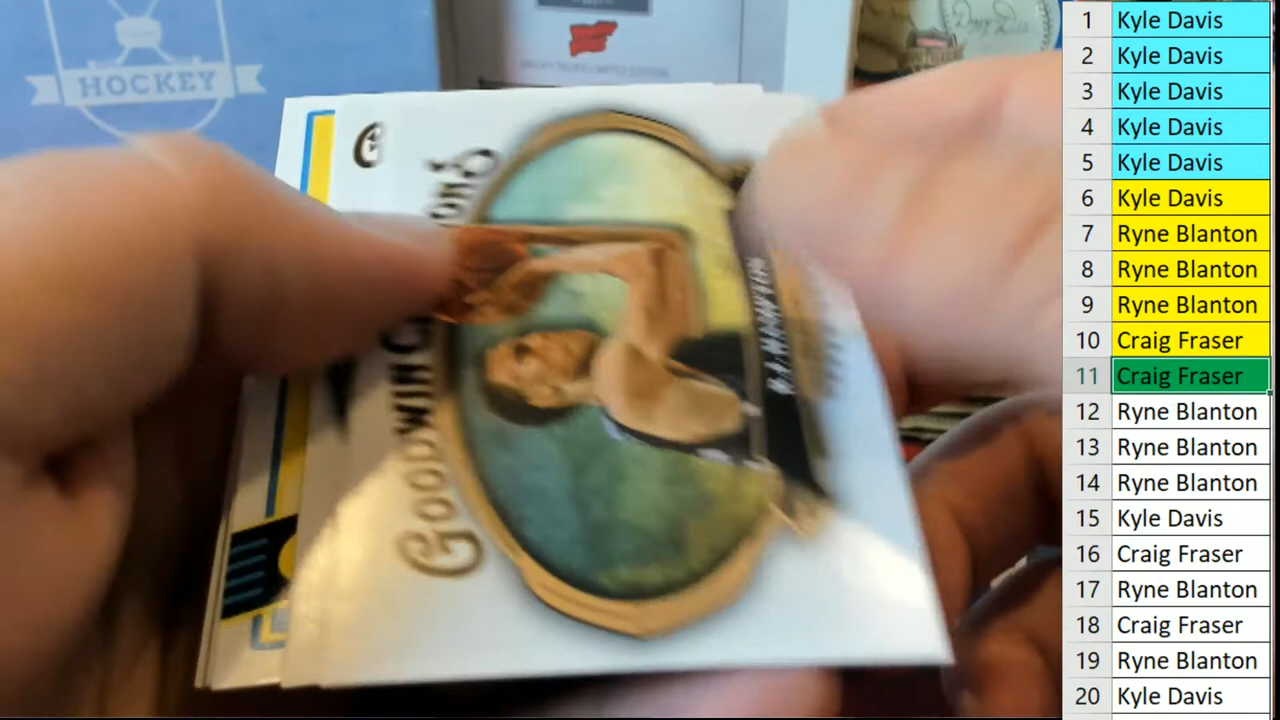 HOCKEY
GOODWIN
1 Kyle Davis
2 Kyle Davis
3 Kyle Davis
4 Kyle Davis
5 Kyle Davis
6 Kyle Davis
7 Ryne Blanton
8 Ryne Blanton
9 Ryne Blanton
10 Craig Fraser
11 Craig Fraser
12 Ryne Blanton
13 Ryne Blanton
14 Ryne Blanton
15 Kyle Davis
16 Craig Fraser
17 Ryne Blanton
18 Craig Fraser
19 Ryne Blanton
20 Kyle Davis